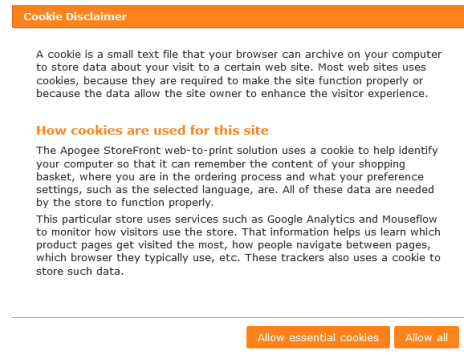 Cookie Disclaimer
A cookie is a small text file that your browser can archive on your computer
to store data about your visit to a certain web site. Most web sites uses
cookies, because they are required to make the site function properly or
because the data allow the site owner to enhance the visitor experience.
How cookies are used for this site
The Apogee StoreFront web-to-print solution uses a cookie to help identify
your computer so that it can remember the content of your shopping
basket, where you are in the ordering process and what your preference
settings, such as the selected language, are. All of these data are needed
by the store to function properly.
This particular store uses services such as Google Analytics and Mouseflow
to monitor how visitors use the store. That information helps us learn which
product pages get visited the most, how people navigate between pages,
which browser they typically use, etc. These trackers also uses a cookie to
store such data.
Allow essential cookies Allow all